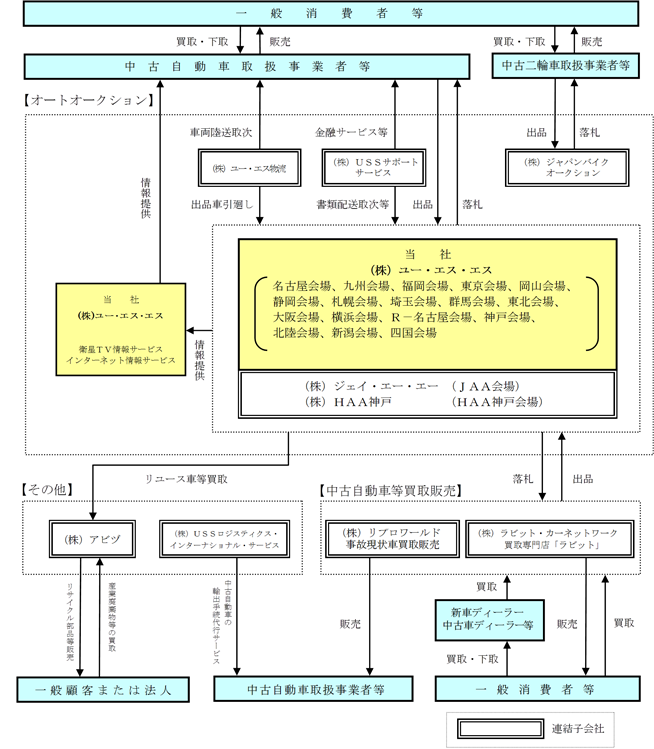 一般消費者等
買取・下取
販売
買取・下取
販売
中古自動車取扱事業者等
中古二輪車取扱事業者等
【オートオークション】
車両陸送取次
金融サービス等
出品
落札
(株) ユー・エス物流
(株) ＵＳＳサポート
サービス
(株) ジャパンバイク
オークション
情報提供
出品車引廻し
書類配送取次等
出品
落札
当　社
(株) ユー・エス・エス
名古屋会場、九州会場、福岡会場、東京会場、岡山会場、
静岡会場、札幌会場、埼玉会場、群馬会場、東北会場、
大阪会場、横浜会場、Ｒ－名古屋会場、神戸会場、
北陸会場、新潟会場、四国会場
当　社
(株)ユー・エス・エス
衛星ＴＶ情報サービス
インターネット情報サービス
情報提供
(株) ジェイ・エー・エー (ＪＡＡ会場)
(株) ＨＡＡ神戸 (ＨＡＡ神戸会場)
リユース車等買取
落札
出品
【その他】
【中古自動車等買取販売】
(株) アビヅ
(株) ＵＳＳロジスティクス・
インターナショナル・サービス
(株) リプロワールド
事故現状車買取販売
(株) ラビット・カーネットワーク
買取専門店「ラビット」
リサイクル部品等販売
産業廃棄物等の買取
中古自動車の
輸出手続代行サービス
販売
買取
新車ディーラー
中古車ディーラー等
買取・下取
販売
買取
一般顧客または法人
中古自動車取扱事業者等
一般消費者等
連結子会社